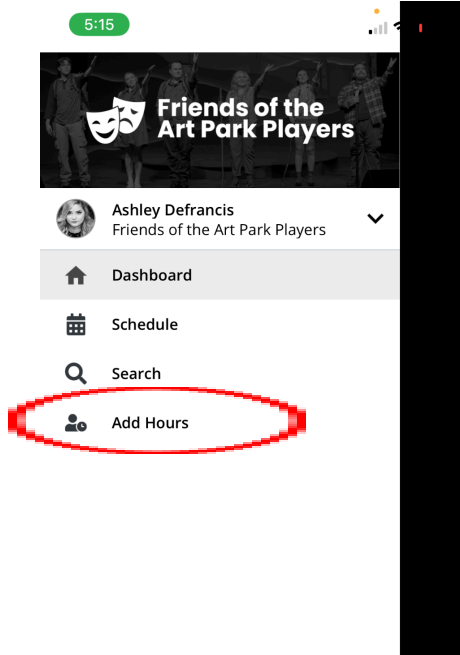 5:15
Friends of the
Art Park Players
Ashley Defrancis
Friends of the Art Park Players
Dashboard
Schedule
Search
Add Hours